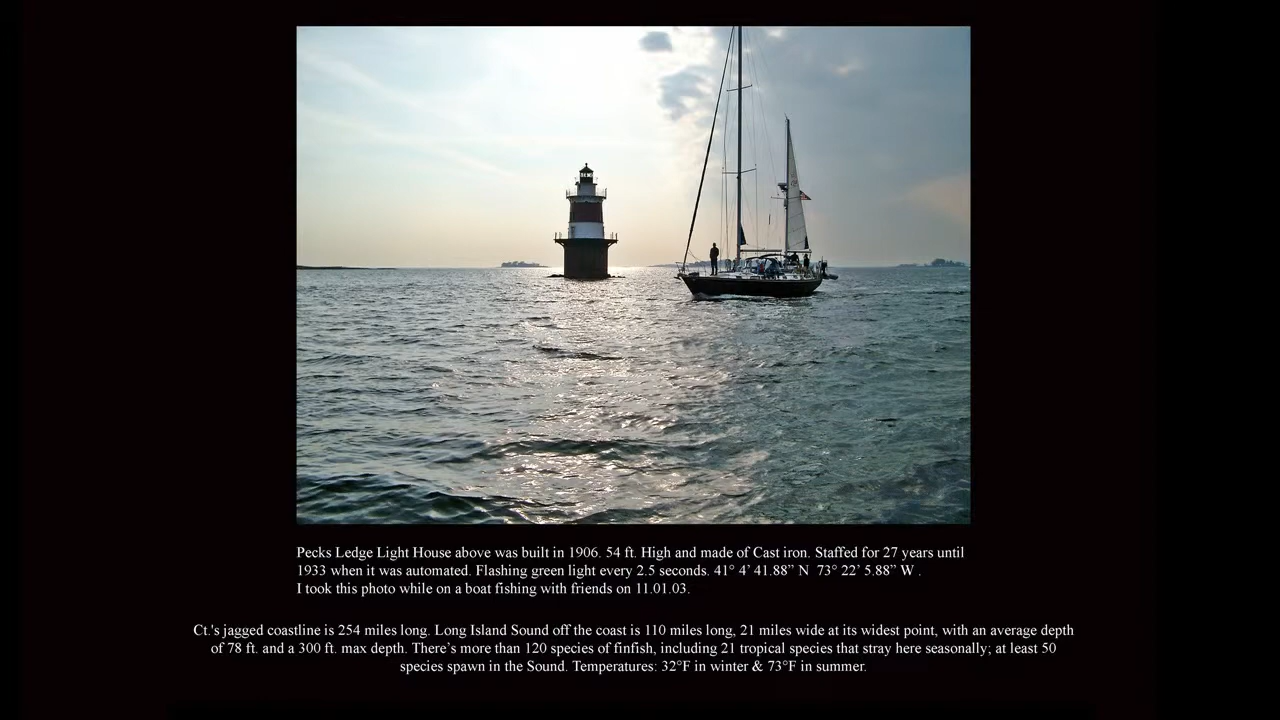 Pecks Ledge Light House above was built in 1906. 54 ft. High and made of Cast iron. Staffed for 27 years until
1933 when it was automated. Flashing green light every 2.5 seconds. 41° 4’ 41.88” N  73° 22’ 5.88” W .
I took this photo while on a boat fishing with friends on 11.01.03.
Ct.'s jagged coastline is 254 miles long. Long Island Sound off the coast is 110 miles long, 21 miles wide at its widest point, with an average depth
of 78 ft. and a 300 ft. max depth. There’s more than 120 species of finfish, including 21 tropical species that stray here seasonally; at least 50
species spawn in the Sound. Temperatures: 32°F in winter & 73°F in summer.